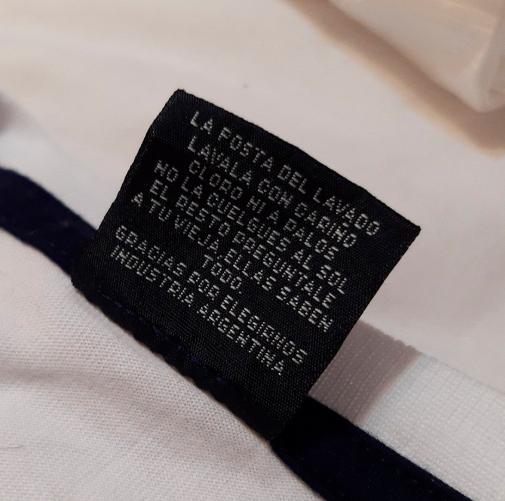 LA POSTA DEL LAVADO
LAVALA CON CARIÑO
CLORO NI A PALOS
NO LA CUELGUES AL SOL
EL RESTO PREGUNTALE
A TU VIEJA, ELLAS SABEN
TODO.
GRACIAS POR ELEGIRNOS
INDUSTRIA ARGENTINA